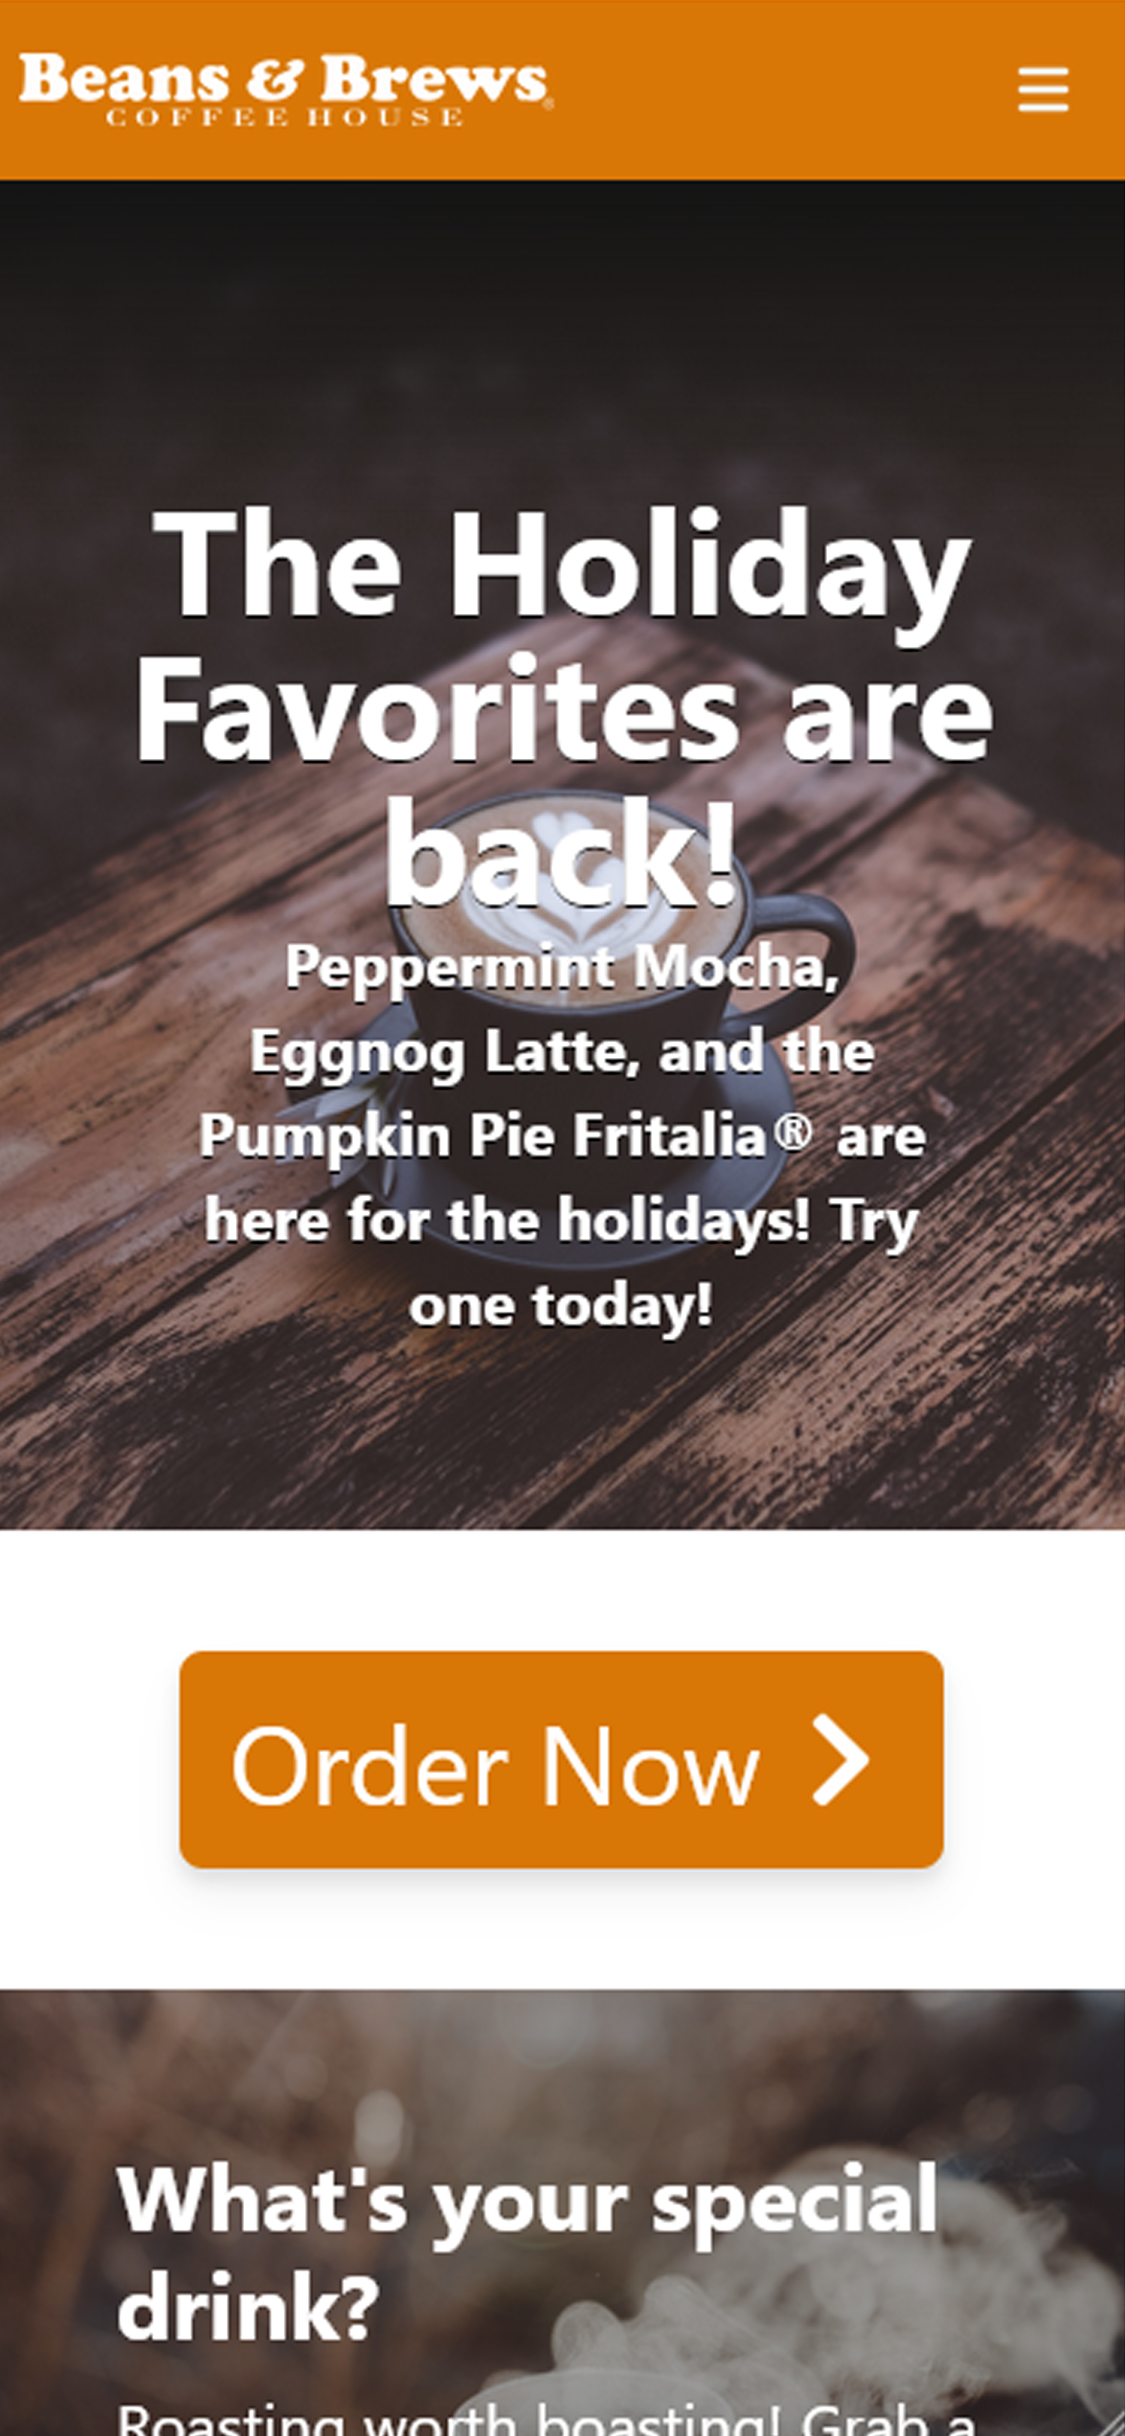 Beans & Brews®
COFFEE HOUSE
The Holiday
Favorites are
back!
Peppermint Mocha,
Eggnog Latte, and the
Pumpkin Pie Fritalia® are
here for the holidays! Try
one today!
Order Now
What's your special
drink?
Roasting worth boasting! Grab a